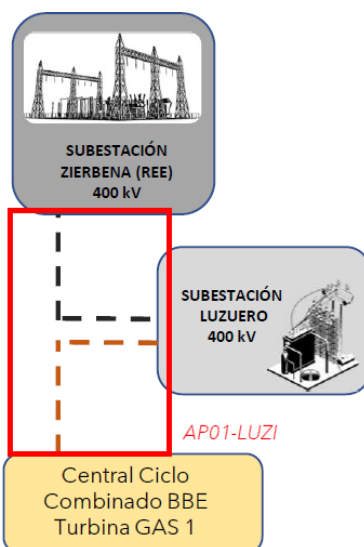 SUBESTACIÓN
ZIERBENA (REE)
400 kV
SUBESTACIÓN
LUZUERO
400 kV
AP01-LUZI
Central Ciclo
Combinado BBE
Turbina GAS 1